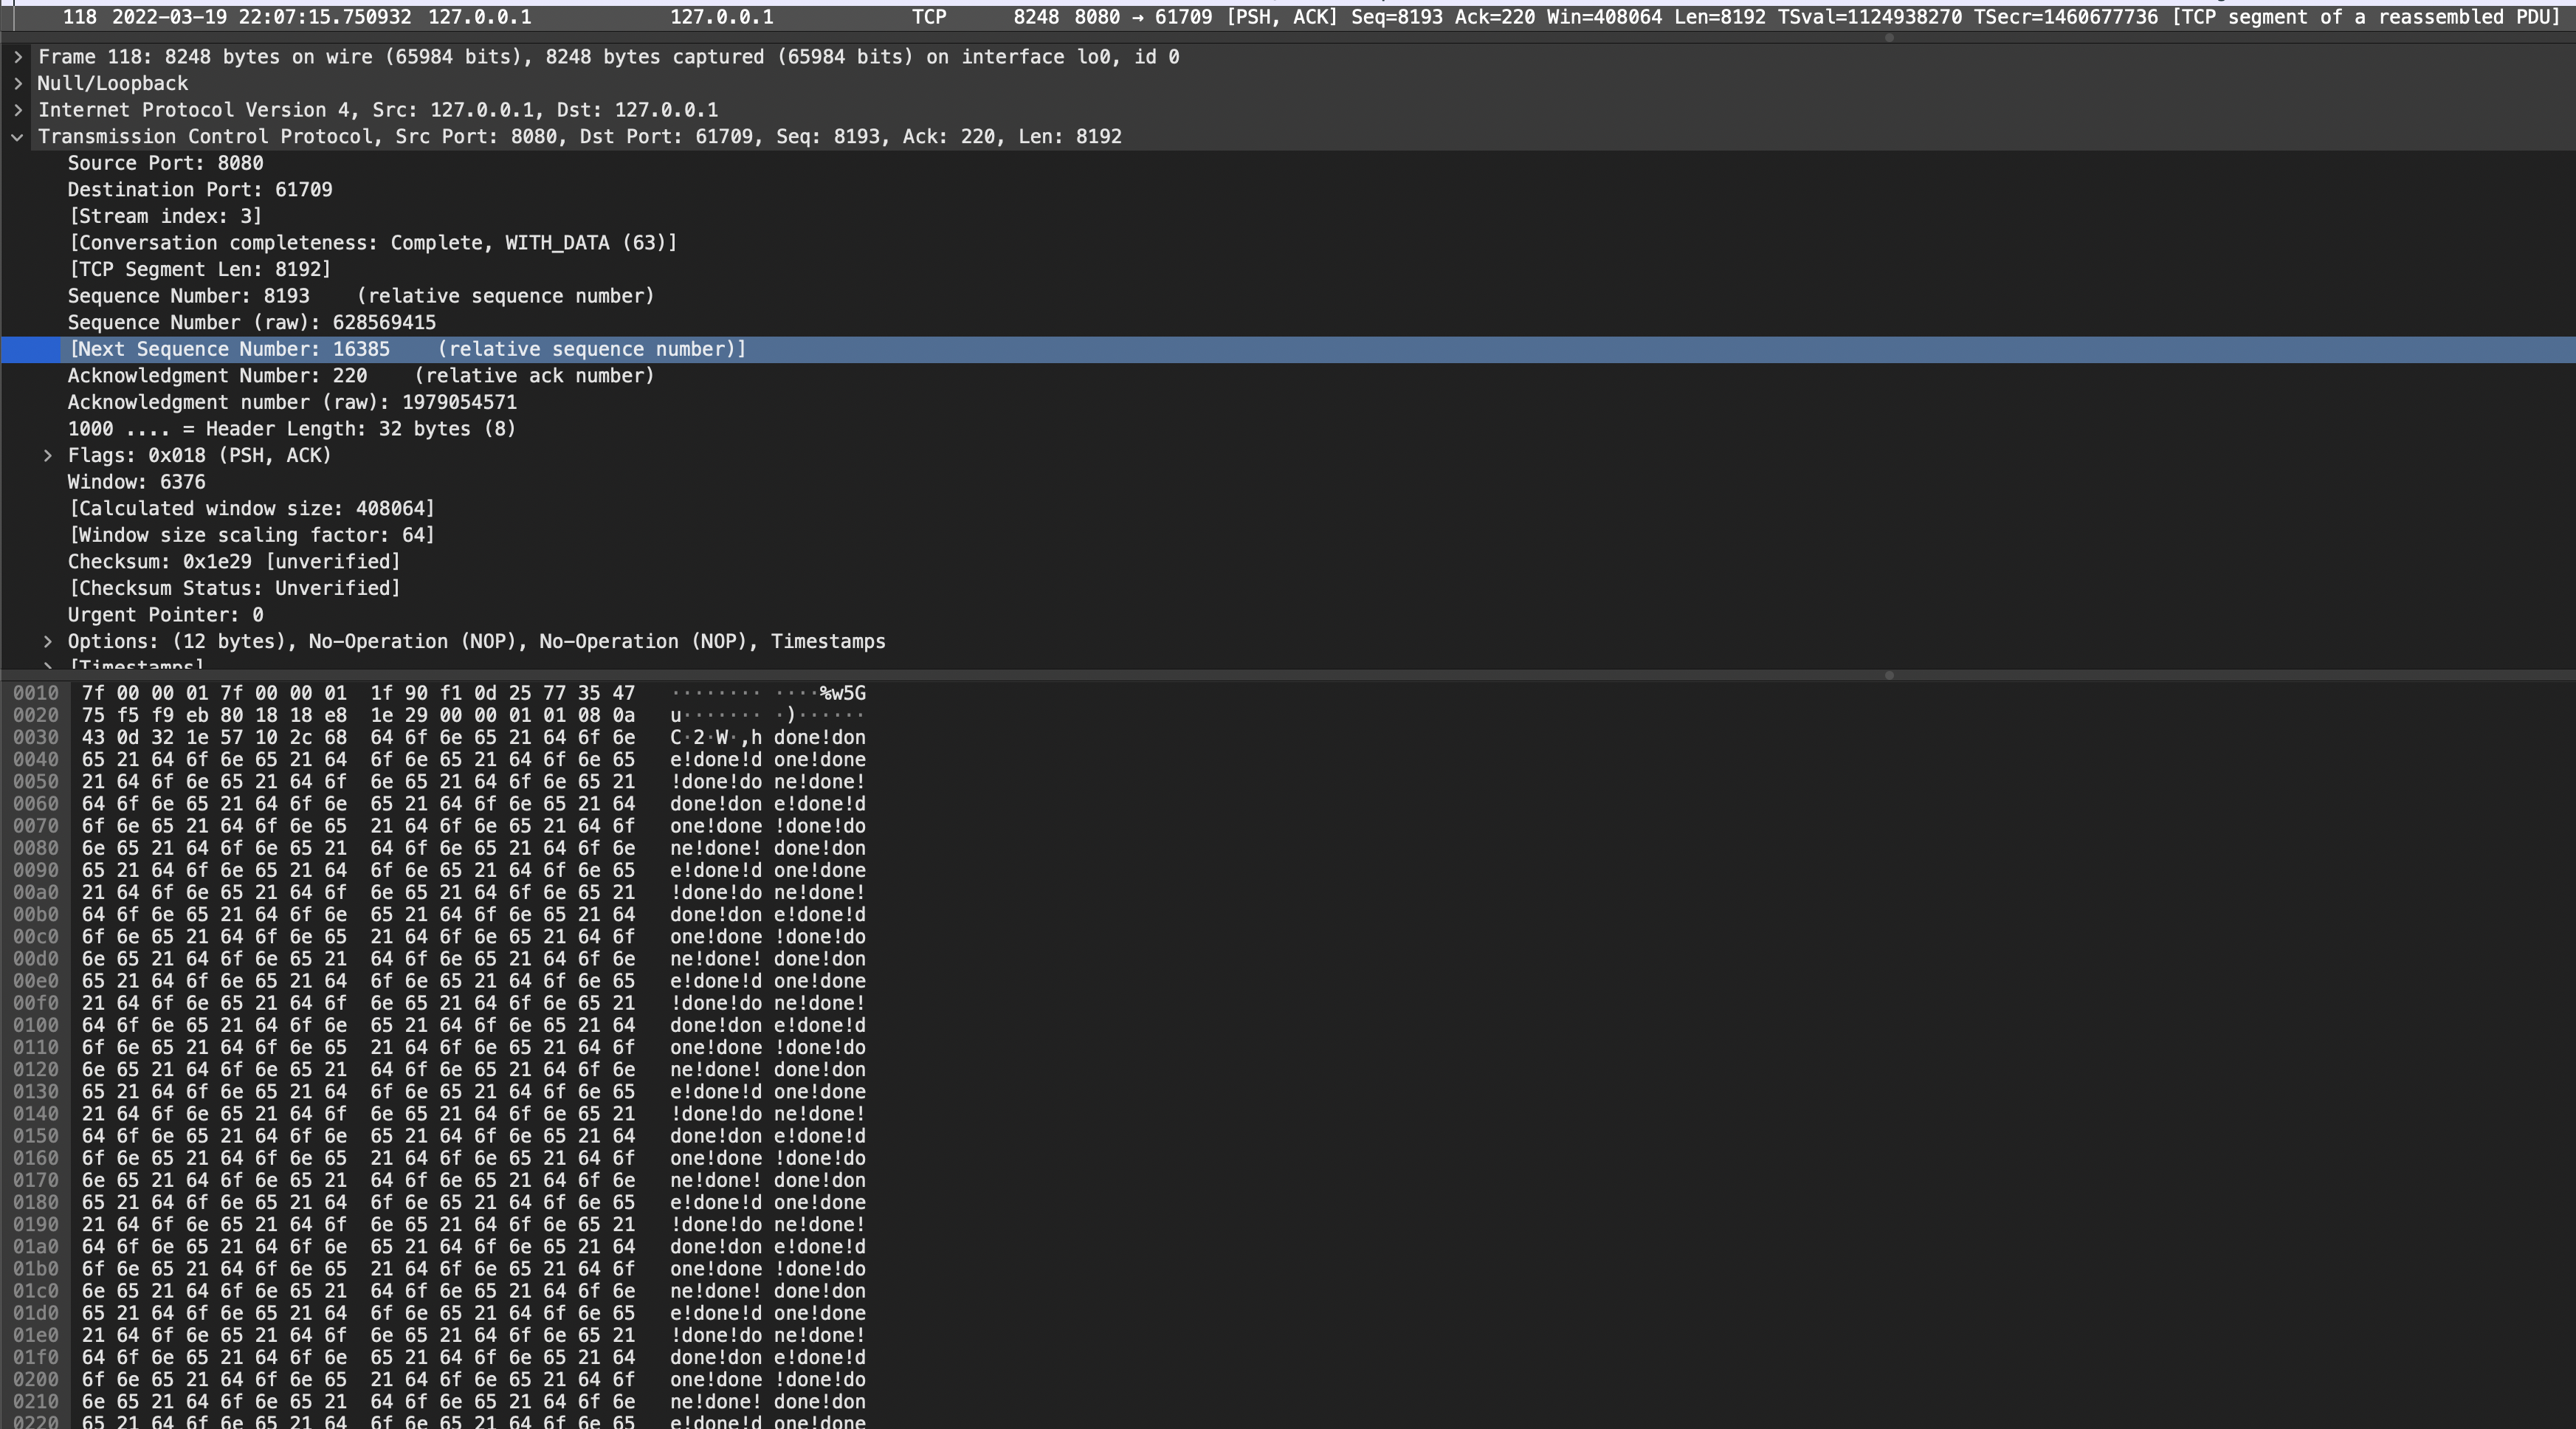 118 2022-03-19 22:07:15.750932 127.0.0.1 127.0.0.1 TCP 8248 8080 → 61709 [PSH, ACK] Seq=8193 Ack=220 Win=408064 Len=8192 TSval=1124938270 TSecr=1460677736 [TCP segment of a reassembled PDU]
Frame 118: 8248 bytes on wire (65984 bits), 8248 bytes captured (65984 bits) on interface lo0, id 0
Null/Loopback
Internet Protocol Version 4, Src: 127.0.0.1, Dst: 127.0.0.1
Transmission Control Protocol, Src Port: 8080, Dst Port: 61709, Seq: 8193, Ack: 220, Len: 8192
Source Port: 8080
Destination Port: 61709
[Stream index: 3]
[Conversation completeness: Complete, WITH_DATA (63)]
[TCP Segment Len: 8192]
Sequence Number: 8193 (relative sequence number)
Sequence Number (raw): 628569415
[Next Sequence Number: 16385 (relative sequence number)]
Acknowledgment Number: 220 (relative ack number)
Acknowledgment number (raw): 1979054571
1000 .... = Header Length: 32 bytes (8)
Flags: 0x018 (PSH, ACK)
Window: 6376
[Calculated window size: 408064]
[Window size scaling factor: 64]
Checksum: 0x1e29 [unverified]
[Checksum Status: Unverified]
Urgent Pointer: 0
Options: (12 bytes), No-Operation (NOP), No-Operation (NOP), Timestamps
[Timestamps]
0010 7f 00 00 01 7f 00 00 01 1f 90 f1 0d 25 77 35 47 ········ ····%w5G
0020 75 f5 f9 eb 80 18 18 e8 1e 29 00 00 01 01 08 0a u······· ·)······
0030 43 0d 32 1e 57 10 2c 68 64 6f 6e 65 21 64 6f 6e C·2·W·,h done!don
0040 65 21 64 6f 6e 65 21 64 6f 6e 65 21 64 6f 6e 65 e!done!d one!done
0050 21 64 6f 6e 65 21 64 6f 6e 65 21 64 6f 6e 65 21 !done!do ne!done!
0060 64 6f 6e 65 21 64 6f 6e 65 21 64 6f 6e 65 21 64 done!don e!done!d
0070 6f 6e 65 21 64 6f 6e 65 21 64 6f 6e 65 21 64 6f one!done !done!do
0080 6e 65 21 64 6f 6e 65 21 64 6f 6e 65 21 64 6f 6e ne!done! done!don
0090 65 21 64 6f 6e 65 21 64 6f 6e 65 21 64 6f 6e 65 e!done!d one!done
00a0 21 64 6f 6e 65 21 64 6f 6e 65 21 64 6f 6e 65 21 !done!do ne!done!
00b0 64 6f 6e 65 21 64 6f 6e 65 21 64 6f 6e 65 21 64 done!don e!done!d
00c0 6f 6e 65 21 64 6f 6e 65 21 64 6f 6e 65 21 64 6f one!done !done!do
00d0 6e 65 21 64 6f 6e 65 21 64 6f 6e 65 21 64 6f 6e ne!done! done!don
00e0 65 21 64 6f 6e 65 21 64 6f 6e 65 21 64 6f 6e 65 e!done!d one!done
00f0 21 64 6f 6e 65 21 64 6f 6e 65 21 64 6f 6e 65 21 !done!do ne!done!
0100 64 6f 6e 65 21 64 6f 6e 65 21 64 6f 6e 65 21 64 done!don e!done!d
0110 6f 6e 65 21 64 6f 6e 65 21 64 6f 6e 65 21 64 6f one!done !done!do
0120 6e 65 21 64 6f 6e 65 21 64 6f 6e 65 21 64 6f 6e ne!done! done!don
0130 65 21 64 6f 6e 65 21 64 6f 6e 65 21 64 6f 6e 65 e!done!d one!done
0140 21 64 6f 6e 65 21 64 6f 6e 65 21 64 6f 6e 65 21 !done!do ne!done!
0150 64 6f 6e 65 21 64 6f 6e 65 21 64 6f 6e 65 21 64 done!don e!done!d
0160 6f 6e 65 21 64 6f 6e 65 21 64 6f 6e 65 21 64 6f one!done !done!do
0170 6e 65 21 64 6f 6e 65 21 64 6f 6e 65 21 64 6f 6e ne!done! done!don
0180 65 21 64 6f 6e 65 21 64 6f 6e 65 21 64 6f 6e 65 e!done!d one!done
0190 21 64 6f 6e 65 21 64 6f 6e 65 21 64 6f 6e 65 21 !done!do ne!done!
01a0 64 6f 6e 65 21 64 6f 6e 65 21 64 6f 6e 65 21 64 done!don e!done!d
01b0 6f 6e 65 21 64 6f 6e 65 21 64 6f 6e 65 21 64 6f one!done !done!do
01c0 6e 65 21 64 6f 6e 65 21 64 6f 6e 65 21 64 6f 6e ne!done! done!don
01d0 65 21 64 6f 6e 65 21 64 6f 6e 65 21 64 6f 6e 65 e!done!d one!done
01e0 21 64 6f 6e 65 21 64 6f 6e 65 21 64 6f 6e 65 21 !done!do ne!done!
01f0 64 6f 6e 65 21 64 6f 6e 65 21 64 6f 6e 65 21 64 done!don e!done!d
0200 6f 6e 65 21 64 6f 6e 65 21 64 6f 6e 65 21 64 6f one!done !done!do
0210 6e 65 21 64 6f 6e 65 21 64 6f 6e 65 21 64 6f 6e ne!done! done!don
0220 65 21 64 6f 6e 65 21 64 6f 6e 65 21 64 6f 6e 65 e!done!d one!done